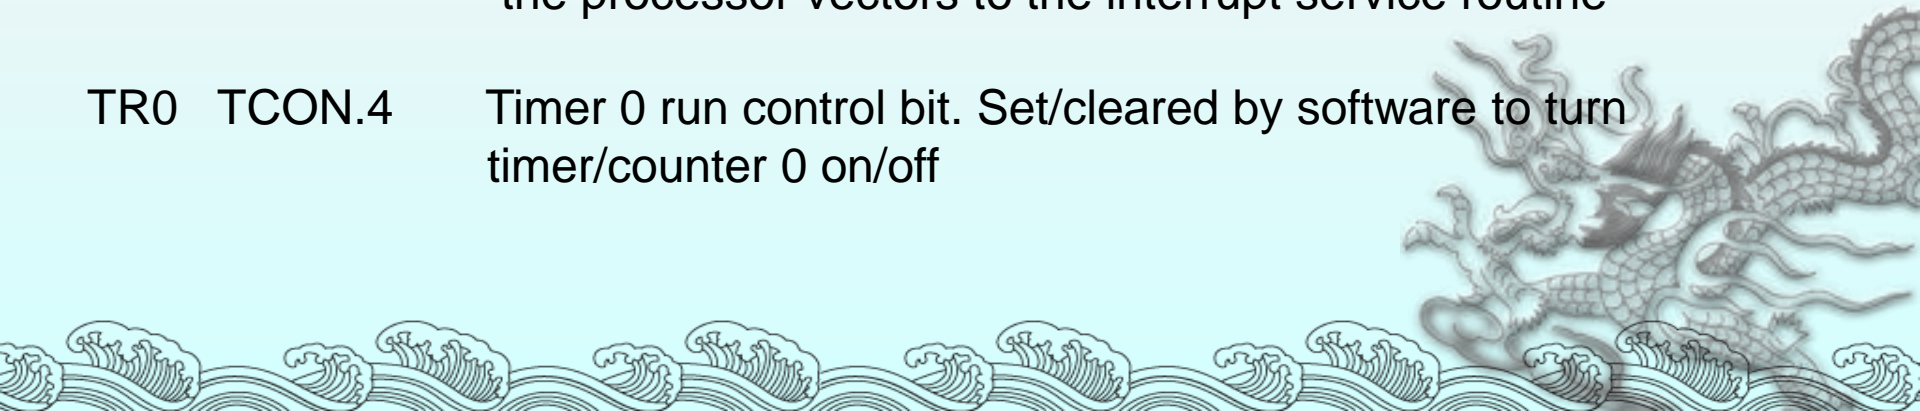 the processor vectors to the interrupt service routine
TR0 TCON.4 Timer 0 run control bit. Set/cleared by software to turn
timer/counter 0 on/off